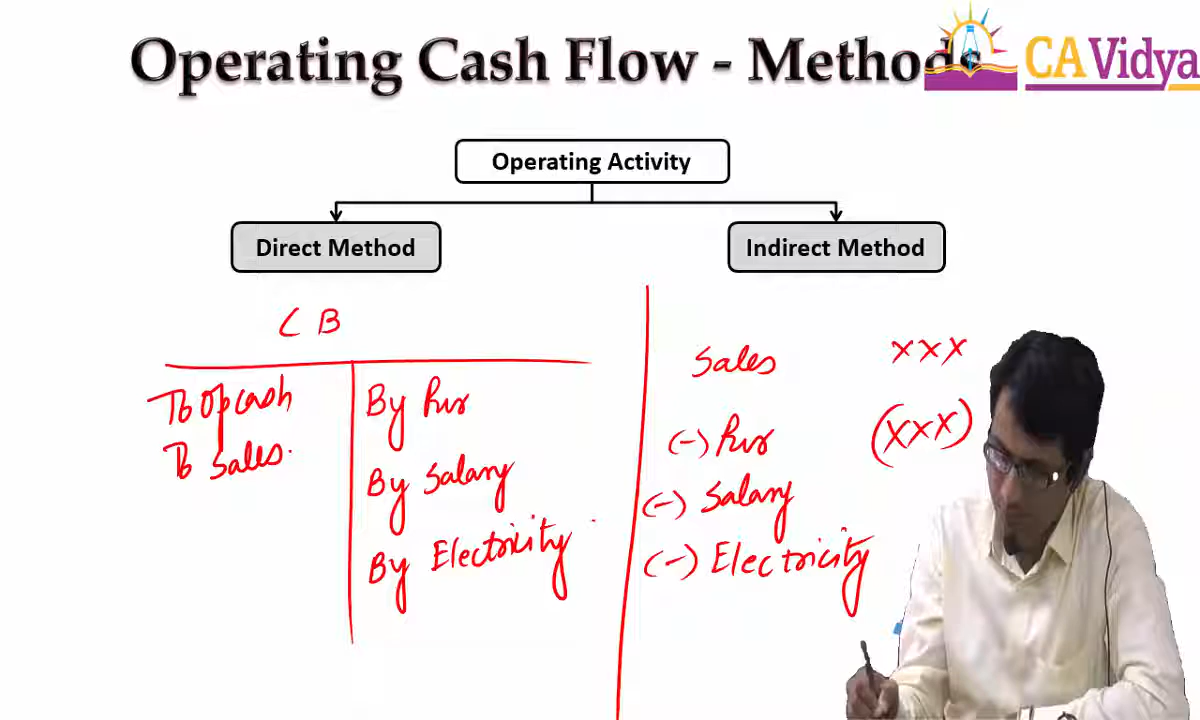 Operating Cash Flow - Methods
CA Vidya
Operating Activity
Direct Method
Indirect Method
C B
To Op cash
To Sales.
By Pur
By Salary
By Electricity
Sales xxx
(-) Pur (xxx)
(-) Salary
(-) Electricity